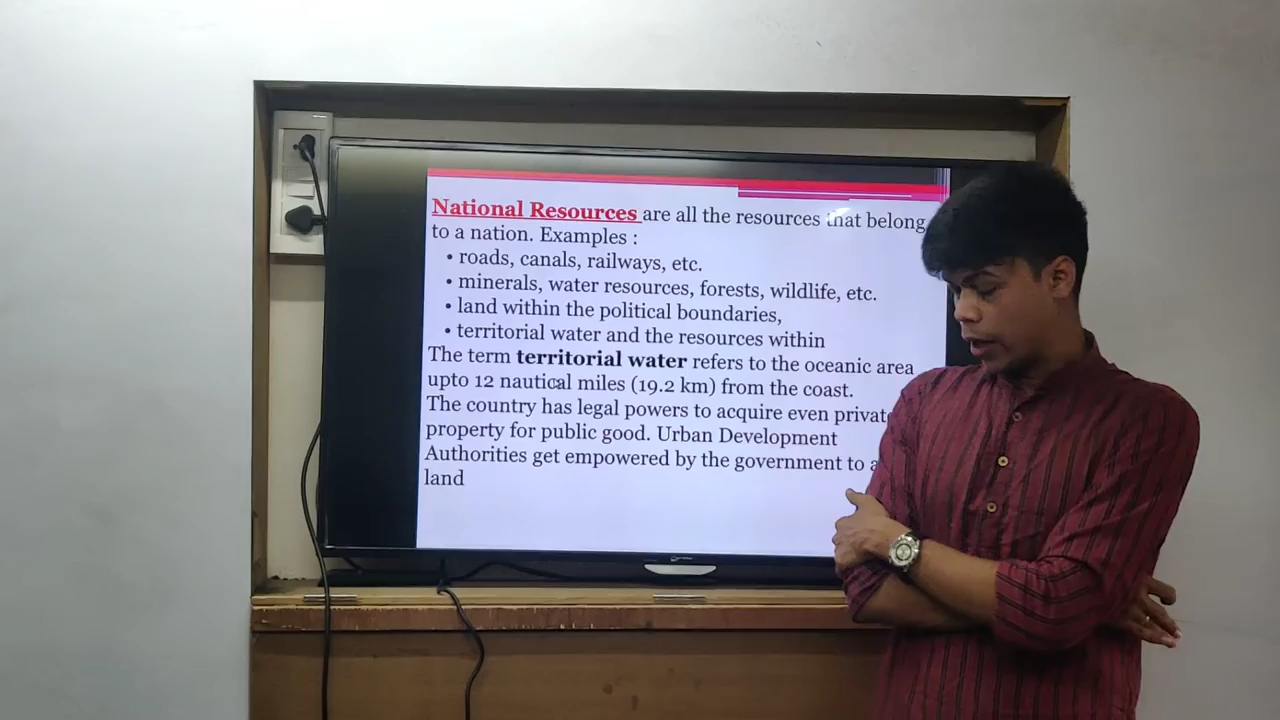 National Resources are all the resources that belong
to a nation. Examples :
• roads, canals, railways, etc.
• minerals, water resources, forests, wildlife, etc.
• land within the political boundaries,
• territorial water and the resources within
The term territorial water refers to the oceanic area
upto 12 nautical miles (19.2 km) from the coast.
The country has legal powers to acquire even private
property for public good. Urban Development
Authorities get empowered by the government to a
land